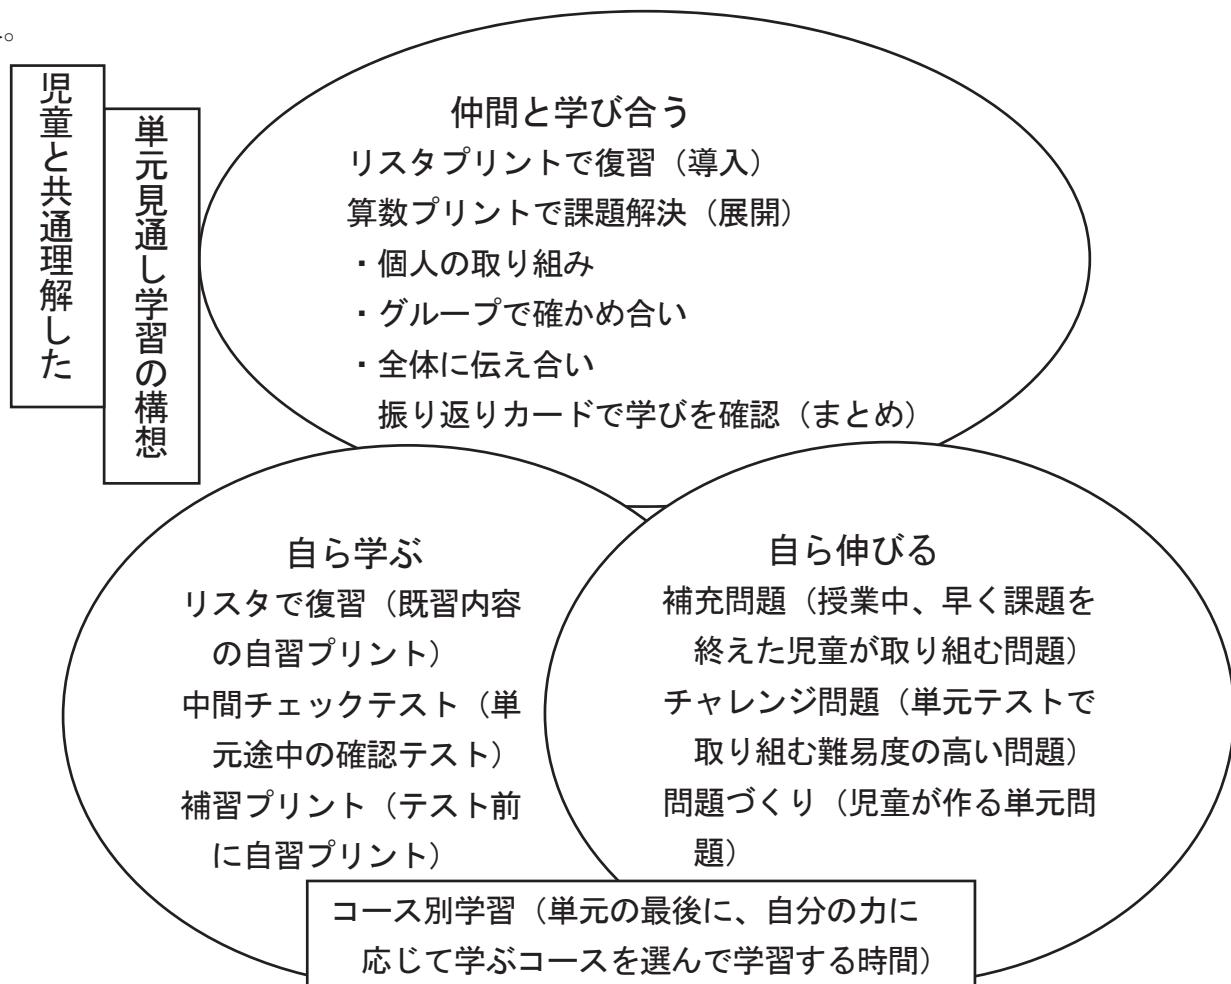 児童と共通理解した
単元見通し学習の構想
仲間と学び合う
リスタプリントで復習（導入）
算数プリントで課題解決（展開）
・個人の取り組み
・グループで確かめ合い
・全体に伝え合い
振り返りカードで学びを確認（まとめ）
自ら学ぶ
リスタで復習（既習内容
の自習プリント）
中間チェックテスト（単
元途中の確認テスト）
補習プリント（テスト前
に自習プリント）
自ら伸びる
補充問題（授業中、早く課題を
終えた児童が取り組む問題）
チャレンジ問題（単元テストで
取り組む難易度の高い問題）
問題づくり（児童が作る単元問
題）
コース別学習（単元の最後に、自分の力に
応じて学ぶコースを選んで学習する時間）